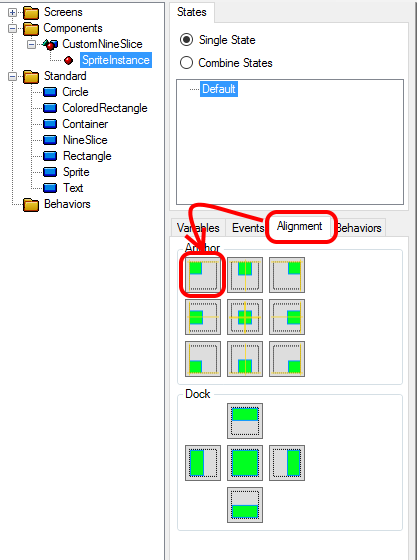 Screens
Components
CustomNineSlice
SpriteInstance
Standard
Circle
ColoredRectangle
Container
NineSlice
Rectangle
Sprite
Text
Behaviors
States
Single State
Combine States
Default
Variables Events Alignment Behaviors
Anchor
Dock